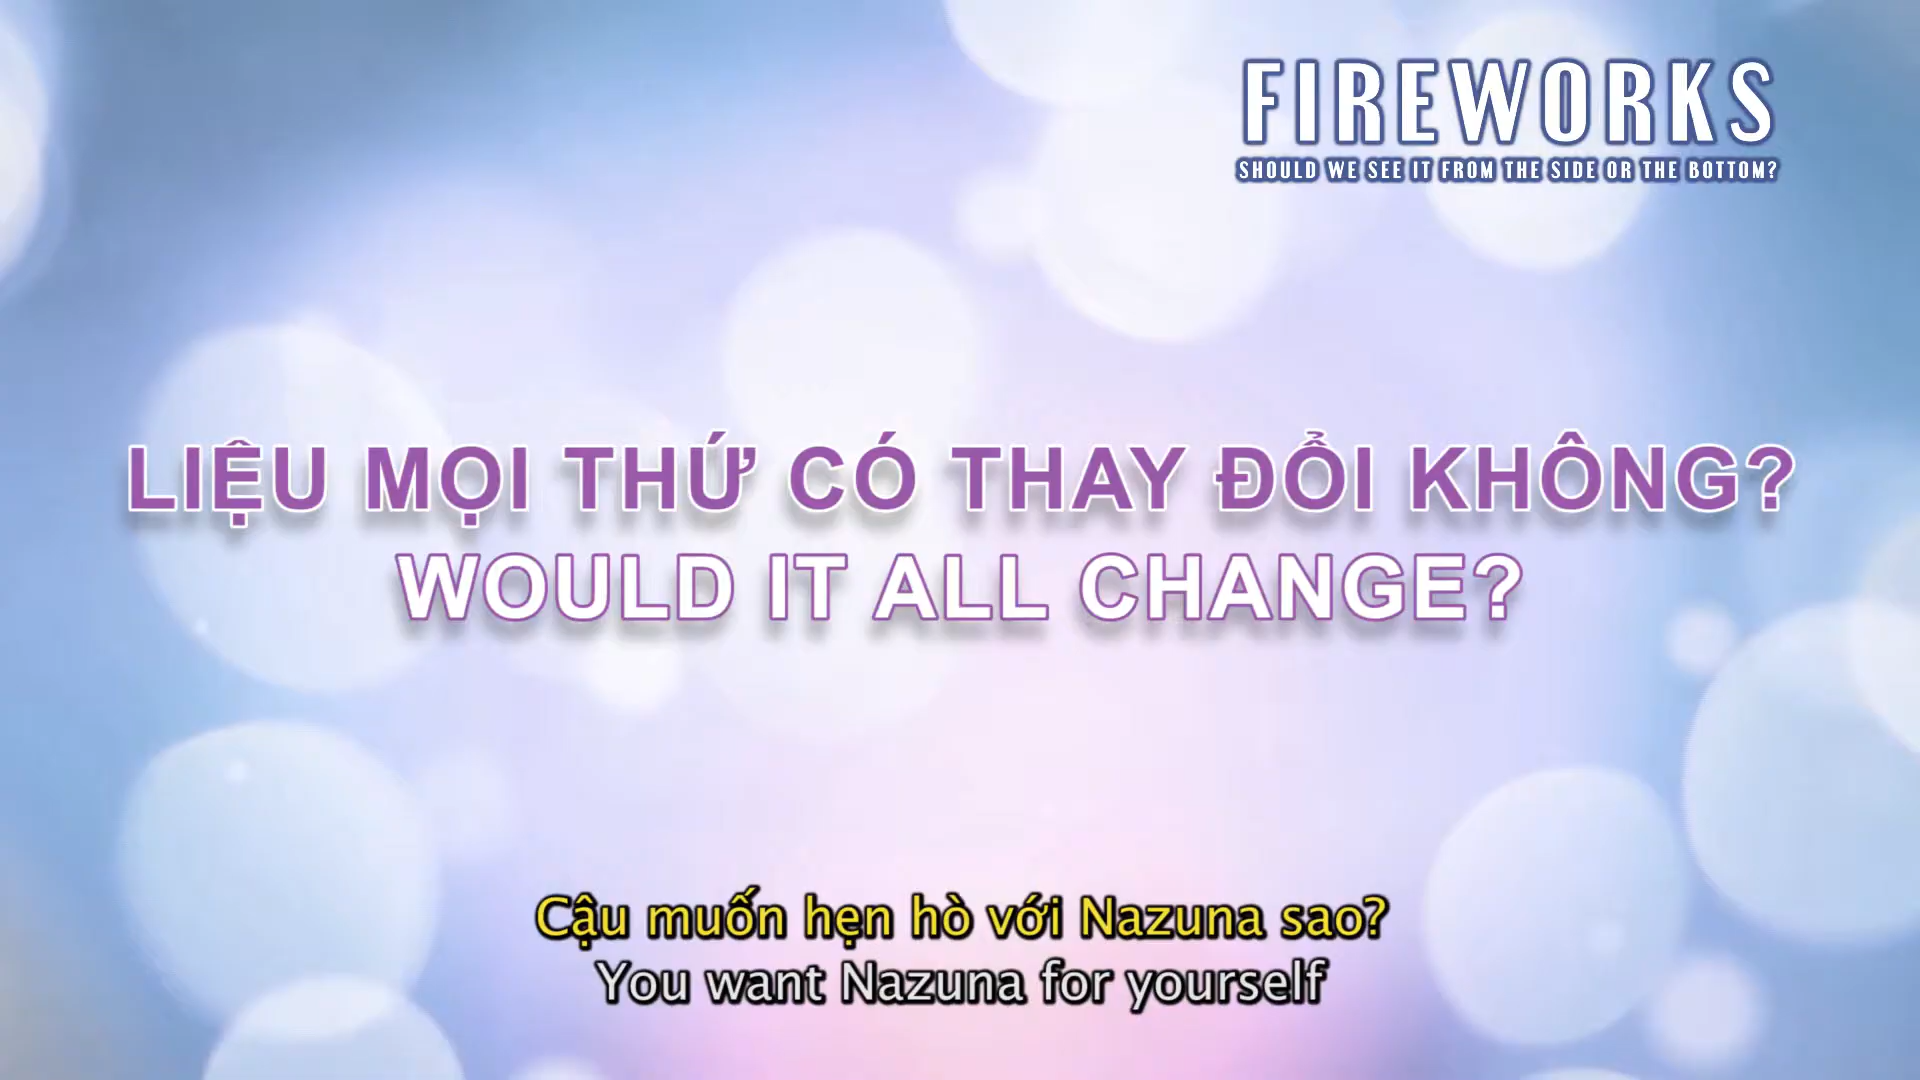 FIREWORKS
SHOULD WE SEE IT FROM THE SIDE OR THE BOTTOM?
LIỆU MỌI THỨ CÓ THAY ĐỔI KHÔNG?
WOULD IT ALL CHANGE?
Cậu muốn hẹn hò với Nazuna sao?
You want Nazuna for yourself